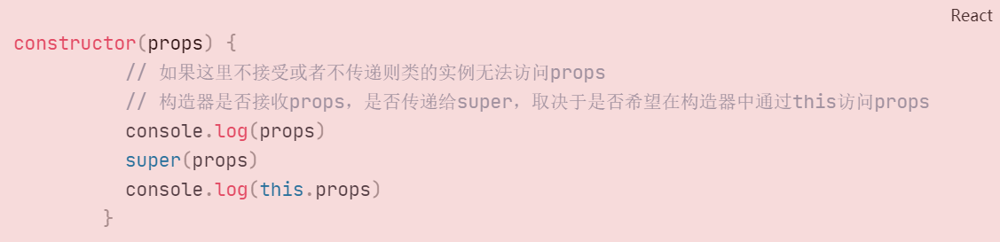 React
constructor(props) {
// 如果这里不接受或者不传递则类的实例无法访问props
// 构造器是否接收props，是否传递给super，取决于是否希望在构造器中通过this访问props
console.log(props)
super(props)
console.log(this.props)
}